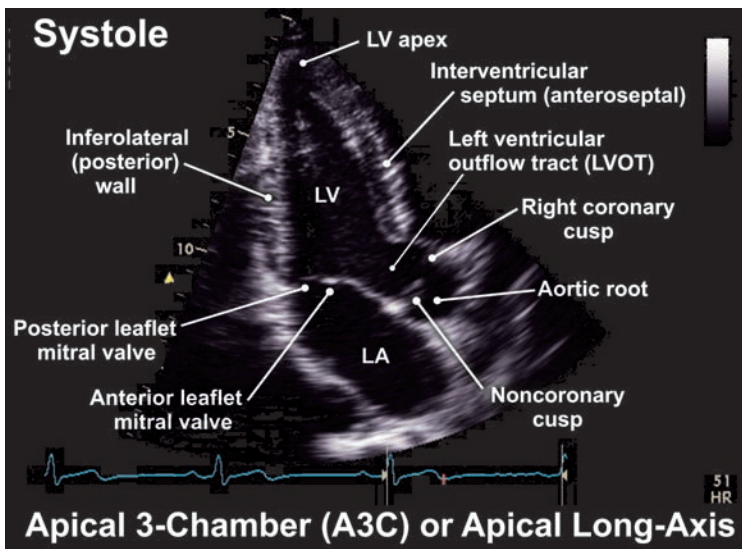 Systole
LV apex
Interventricular
septum (anteroseptal)
Inferolateral
(posterior)
wall
5
Left ventricular
outflow tract (LVOT)
LV
Right coronary
cusp
10
Aortic root
Posterior leaflet
mitral valve
LA
Anterior leaflet
mitral valve
Noncoronary
cusp
51
HR
Apical 3-Chamber (A3C) or Apical Long-Axis